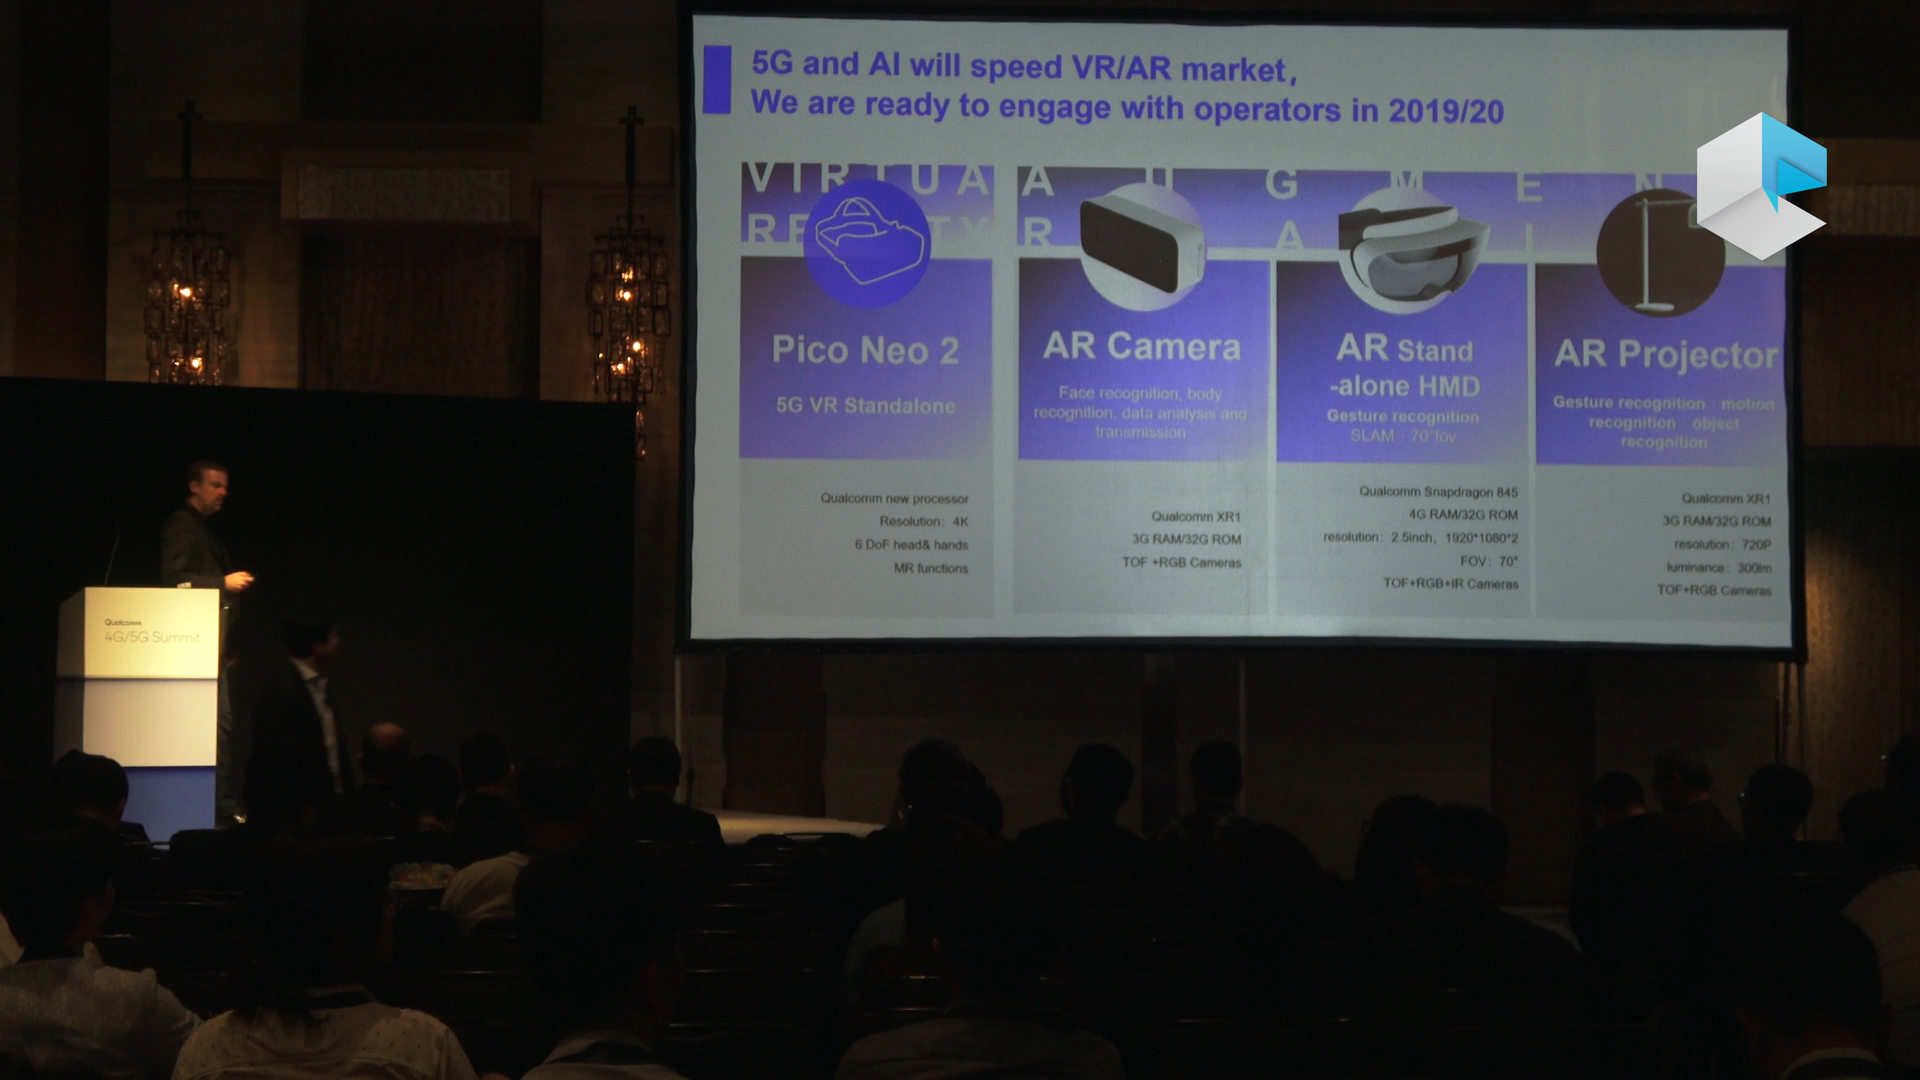 5G and AI will speed VR/AR market,
We are ready to engage with operators in 2019/20
VIRTUA
RE TY
A U G M E N
R A L
Pico Neo 2
5G VR Standalone
Qualcomm new processor
Resolution: 4K
6 DoF head& hands
MR functions
AR Camera
Face recognition, body
recognition, data analysis and
transmission
Qualcomm XR1
3G RAM/32G ROM
TOF +RGB Cameras
AR Stand
-alone HMD
Gesture recognition
SLAM · 70°fov
Qualcomm Snapdragon 845
4G RAM/32G ROM
resolution: 2.5inch, 1920*1080*2
FOV: 70°
TOF+RGB+IR Cameras
AR Projector
Gesture recognition · motion
recognition · object
recognition
Qualcomm XR1
3G RAM/32G ROM
resolution: 720P
luminance: 300lm
TOF+RGB Cameras
Qualcomm
4G/5G Summit